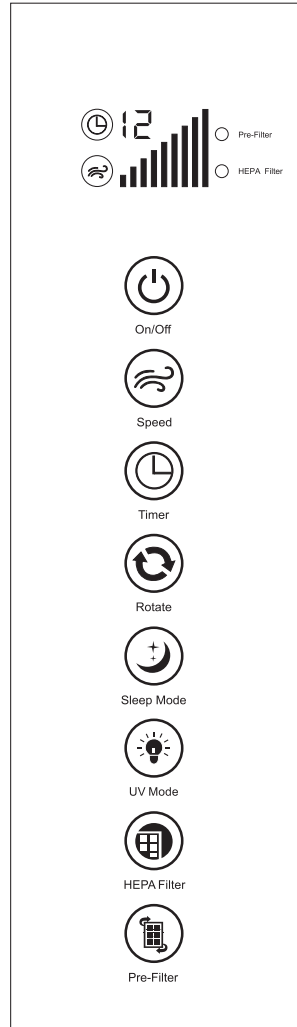 12
Pre-Filter
HEPA Filter
On/Off
Speed
Timer
Rotate
Sleep Mode
UV Mode
HEPA Filter
Pre-Filter